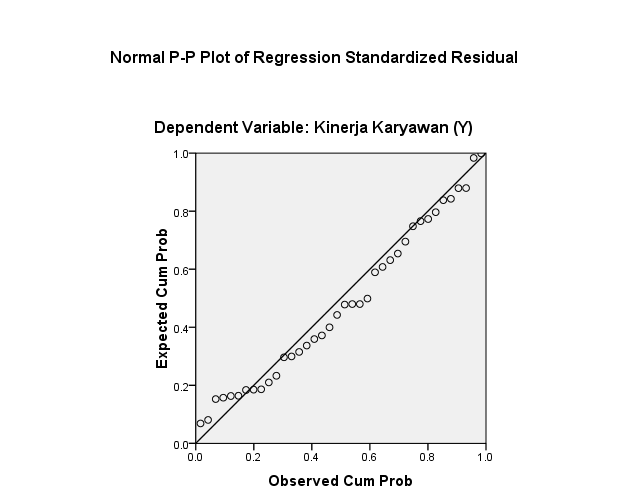 Normal P-P Plot of Regression Standardized Residual
Dependent Variable: Kinerja Karyawan (Y)
Expected Cum Prob
1.0
0.8
0.6
0.4
0.2
0.0
0.0 0.2 0.4 0.6 0.8 1.0
Observed Cum Prob